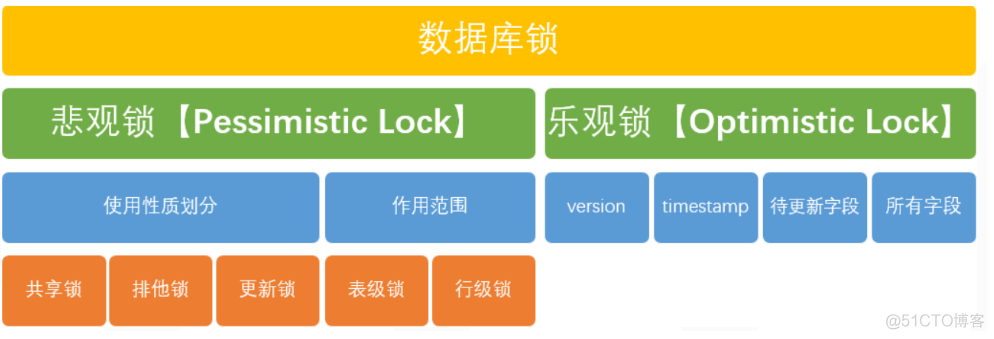 数据库锁
悲观锁【Pessimistic Lock】 乐观锁【Optimistic Lock】
使用性质划分 作用范围 version timestamp 待更新字段 所有字段
共享锁 排他锁 更新锁 表级锁 行级锁
@51CTO博客